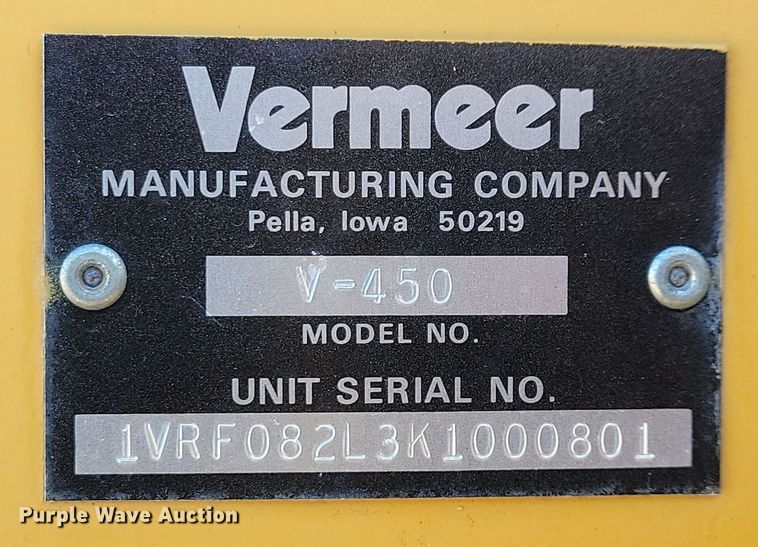 Vermeer
MANUFACTURING COMPANY
Pella, Iowa 50219
V-450
MODEL NO.
UNIT SERIAL NO.
1VRF082L3K1000801
Purple Wave Auction